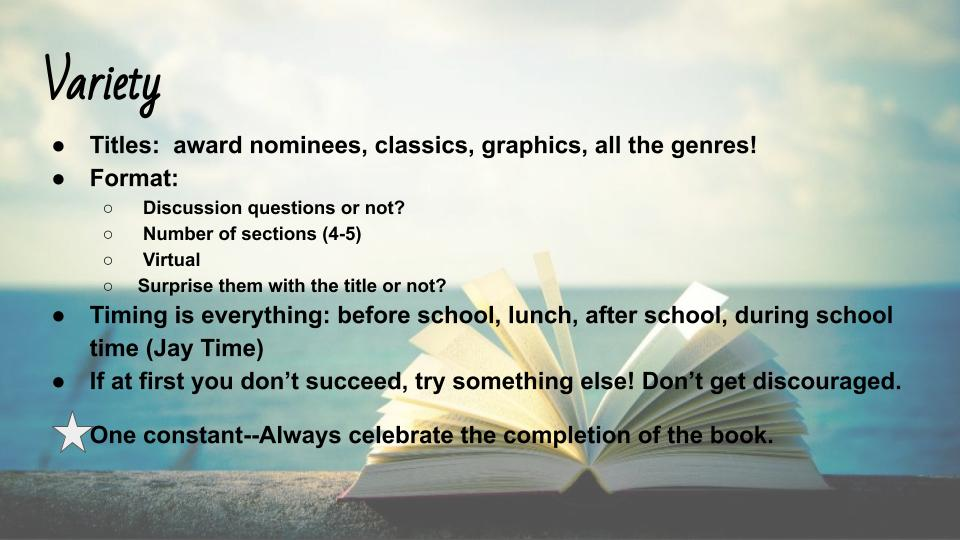 Variety
● Titles:  award nominees, classics, graphics, all the genres!
● Format:
○ Discussion questions or not?
○ Number of sections (4-5)
○ Virtual
○ Surprise them with the title or not?
● Timing is everything: before school, lunch, after school, during school
time (Jay Time)
● If at first you don’t succeed, try something else! Don’t get discouraged.
One constant--Always celebrate the completion of the book.